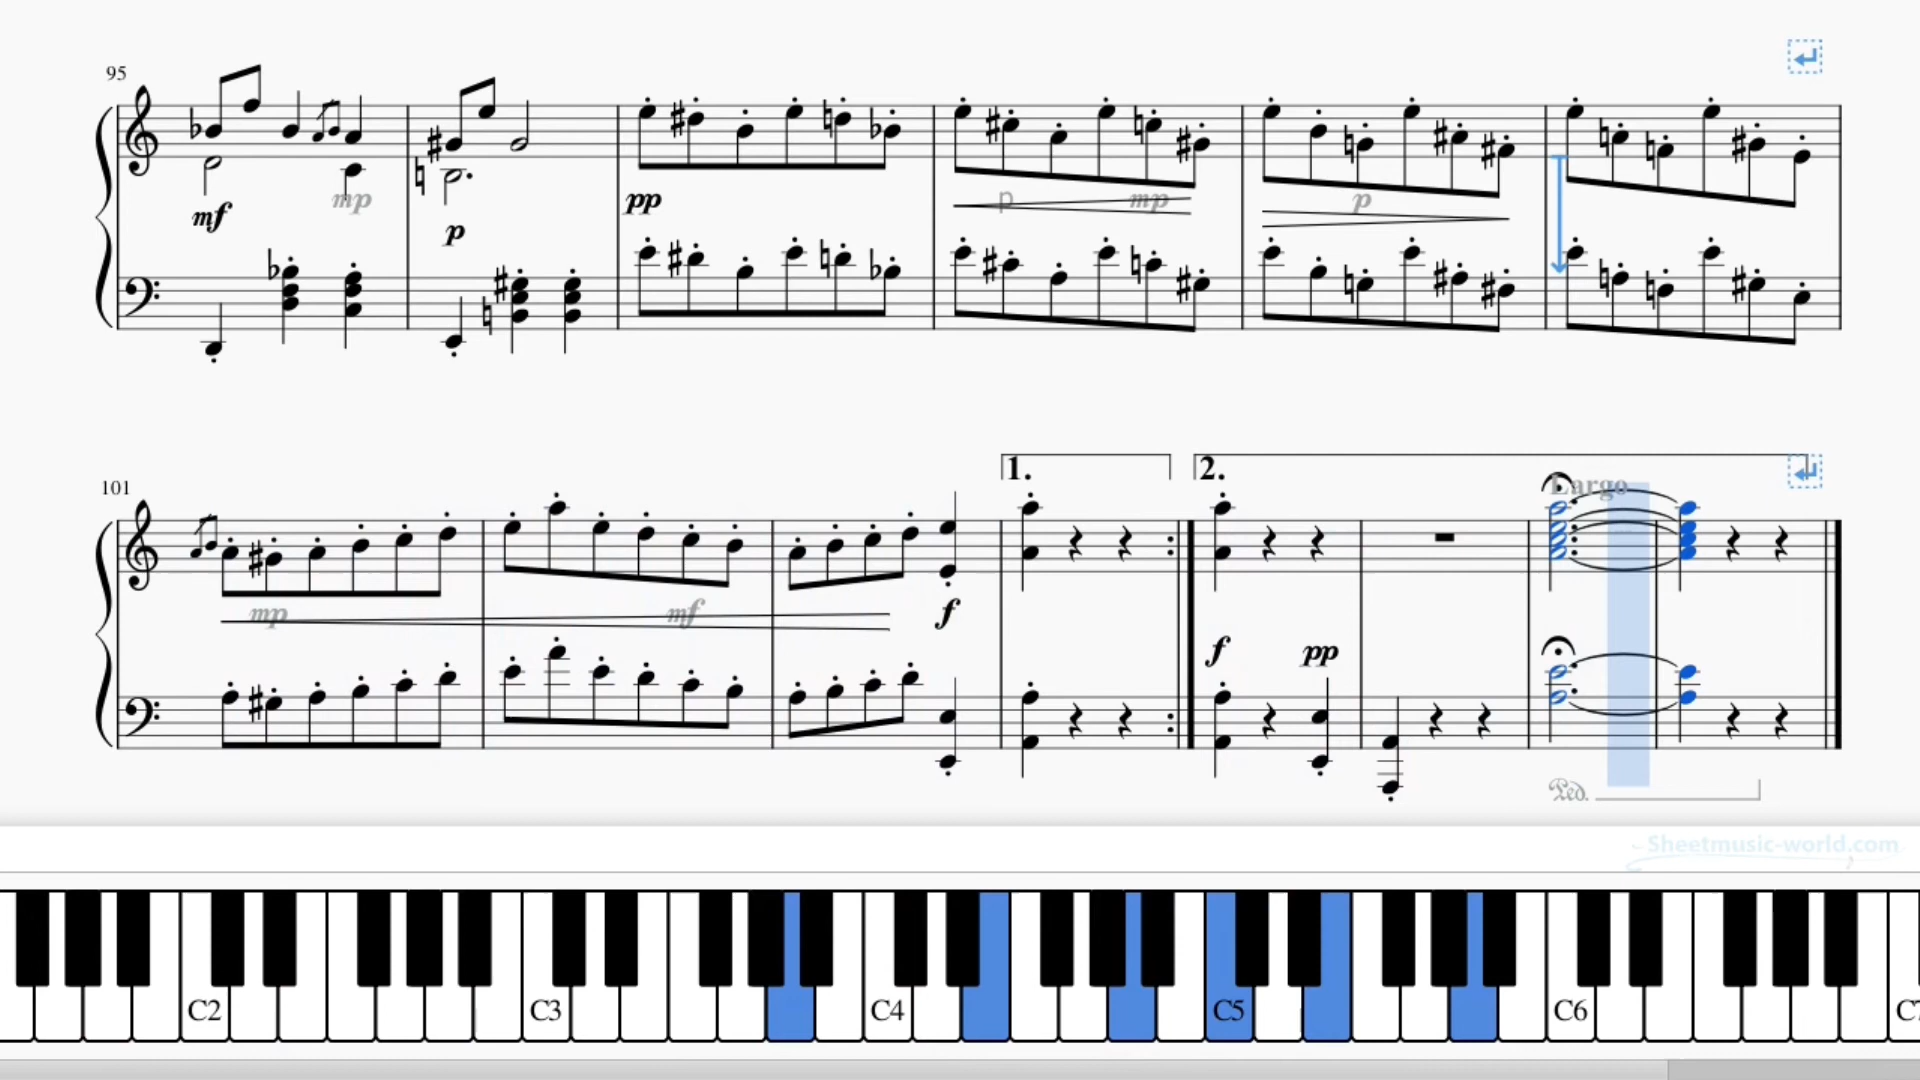 95
mf
mp
p
pp
p
mp
p
101
1.
2.
Largo
mp
mf
f
f
pp
Ped.
Sheetmusic-world.com
C2
C3
C4
C5
C6
C7